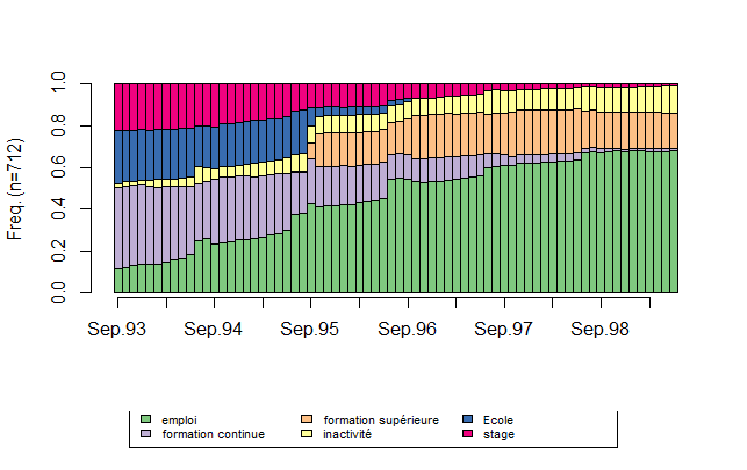 Freq. (n=712)
1.0
0.8
0.6
0.4
0.2
0.0
Sep.93 Sep.94 Sep.95 Sep.96 Sep.97 Sep.98
emploi formation supérieure Ecole
formation continue inactivité stage